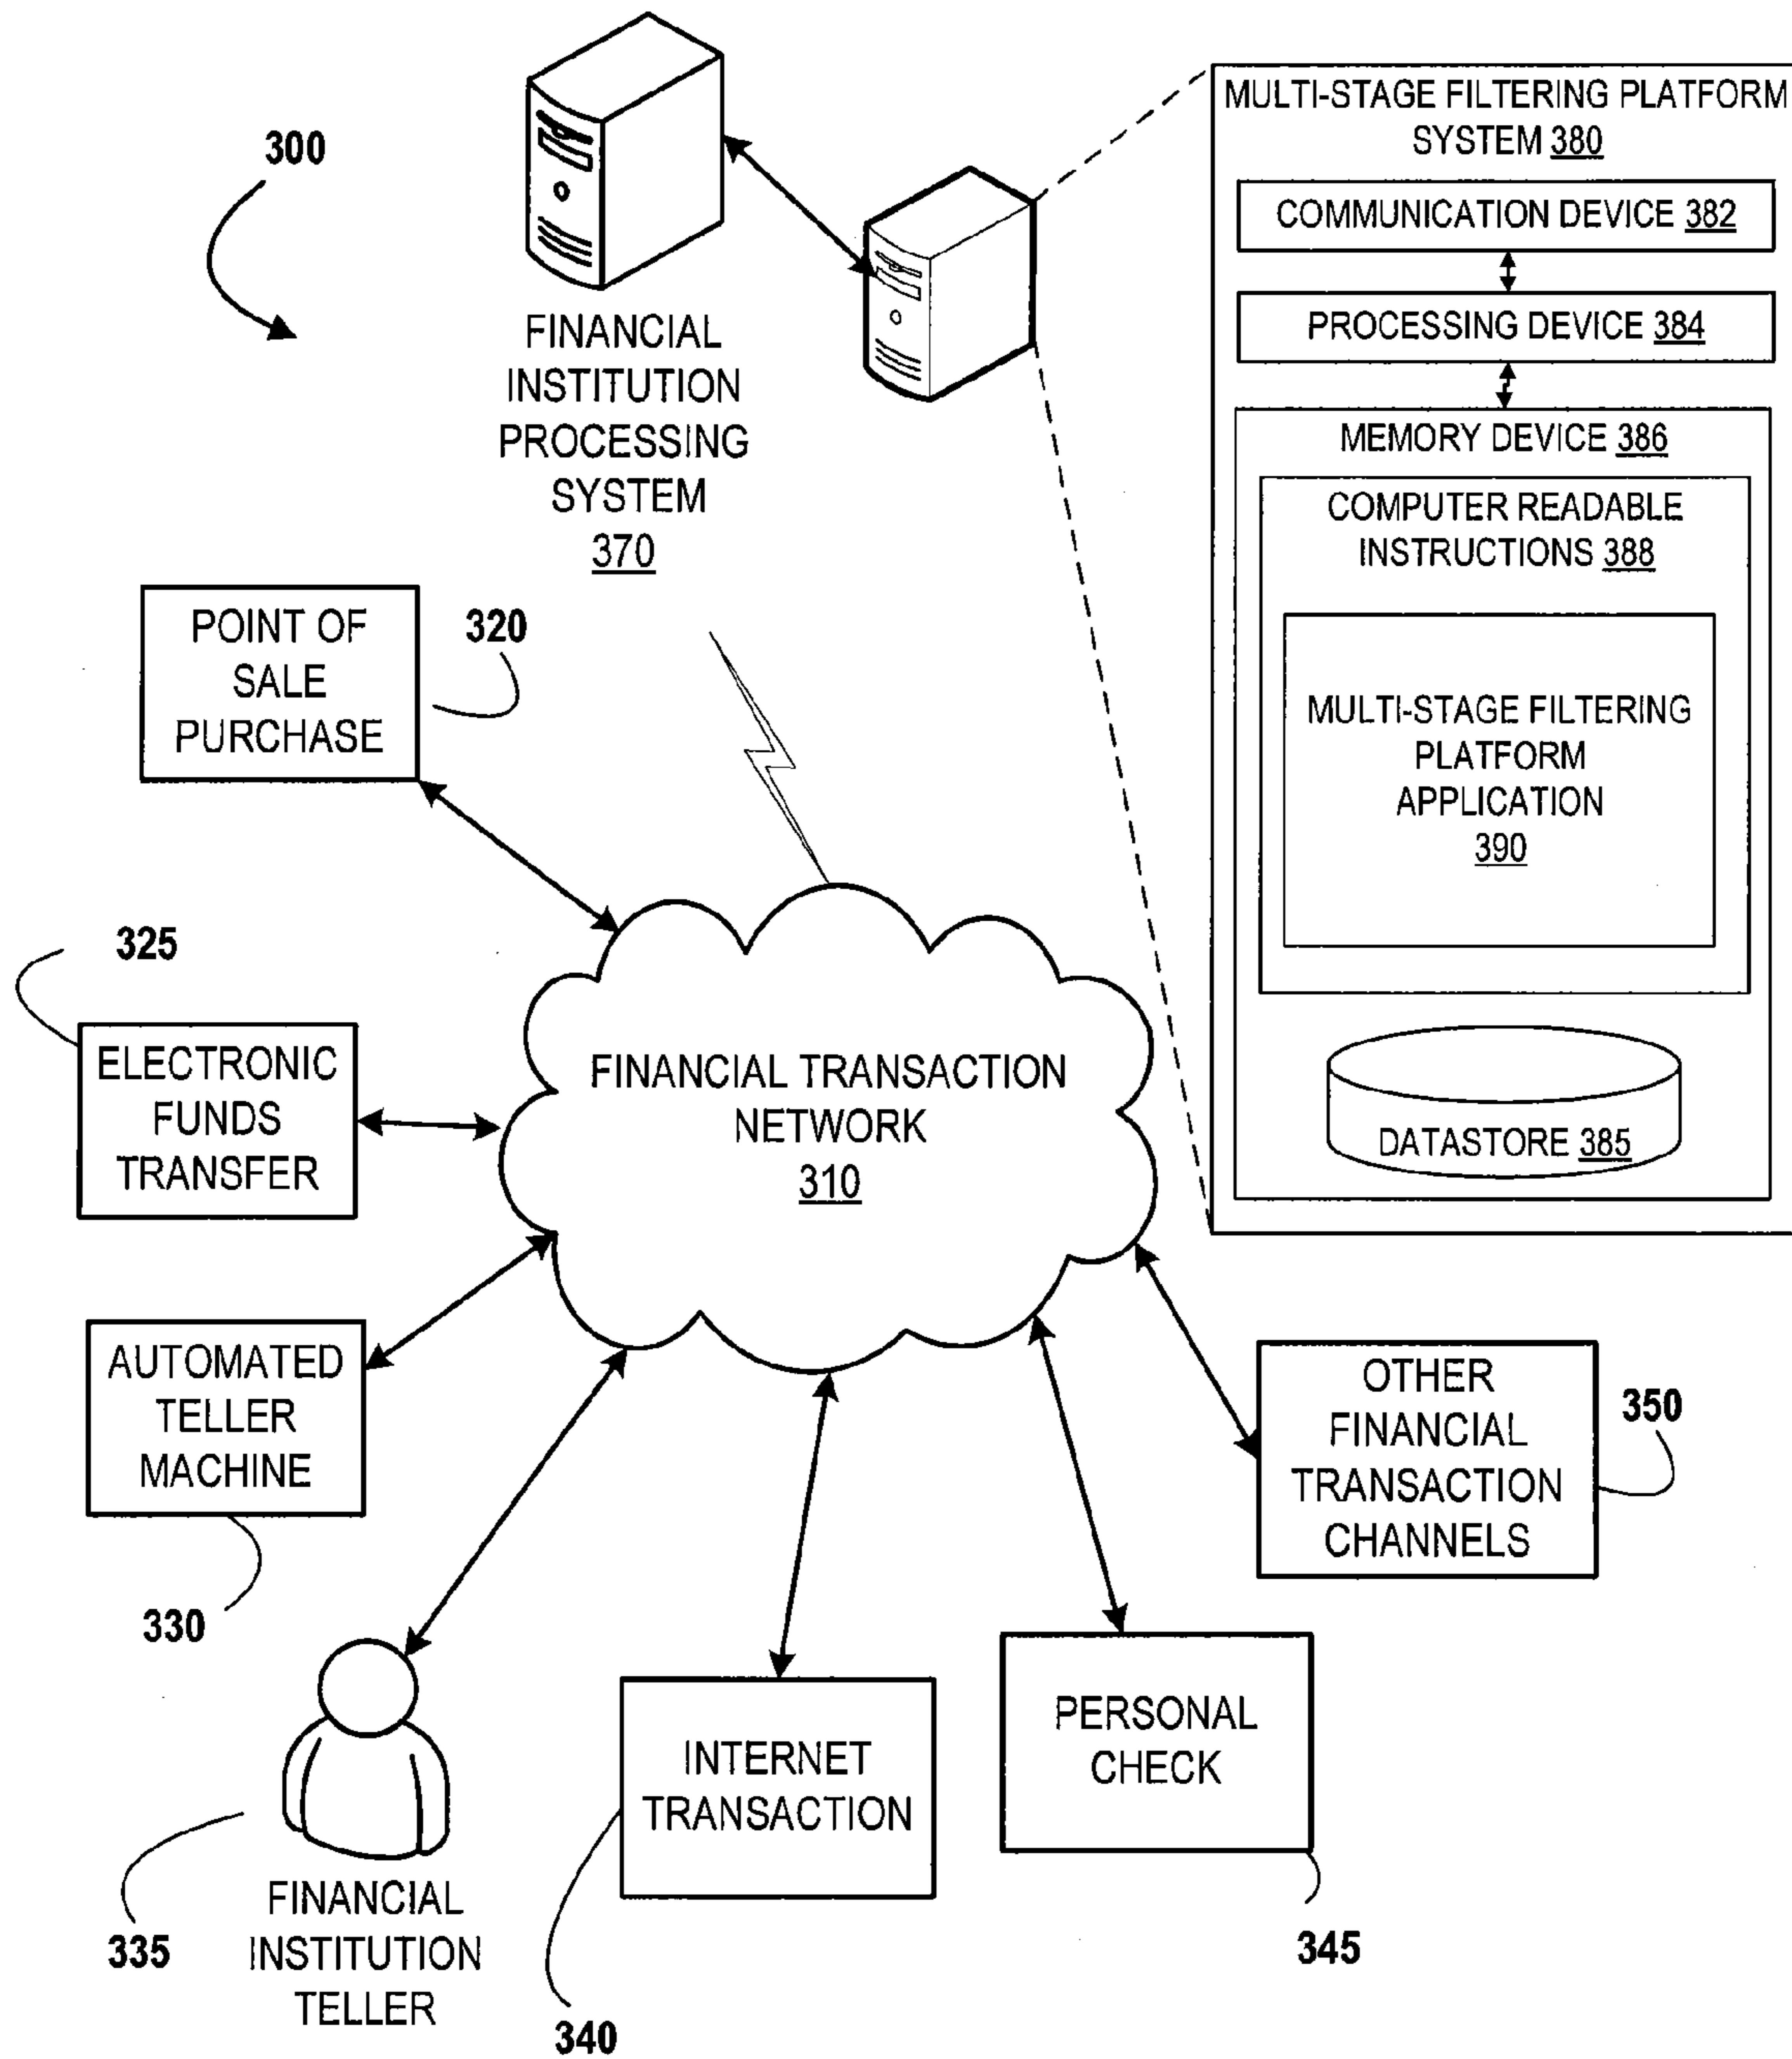 300
FINANCIAL
INSTITUTION
PROCESSING
SYSTEM
370
MULTI-STAGE FILTERING PLATFORM
SYSTEM 380
COMMUNICATION DEVICE 382
PROCESSING DEVICE 384
MEMORY DEVICE 386
COMPUTER READABLE
INSTRUCTIONS 388
MULTI-STAGE FILTERING
PLATFORM
APPLICATION
390
DATASTORE 385
POINT OF
SALE
PURCHASE
320
325
ELECTRONIC
FUNDS
TRANSFER
FINANCIAL TRANSACTION
NETWORK
310
AUTOMATED
TELLER
MACHINE
330
OTHER
FINANCIAL
TRANSACTION
CHANNELS
350
335
FINANCIAL
INSTITUTION
TELLER
INTERNET
TRANSACTION
340
PERSONAL
CHECK
345